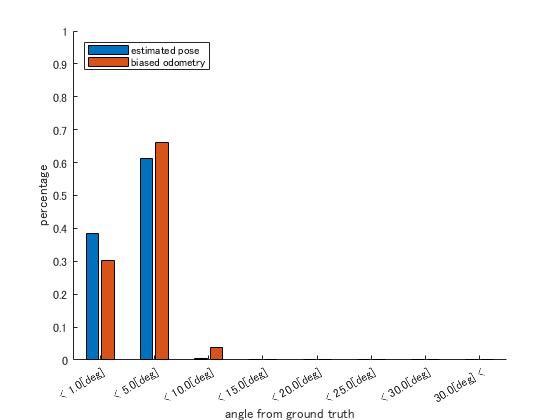 1
0.9
0.8
0.7
0.6
0.5
0.4
0.3
0.2
0.1
0
percentage
estimated pose
biased odometry
< 1.0[deg]
< 5.0[deg]
< 10.0[deg]
< 15.0[deg]
< 20.0[deg]
< 25.0[deg]
< 30.0[deg]
30.0[deg] <
angle from ground truth